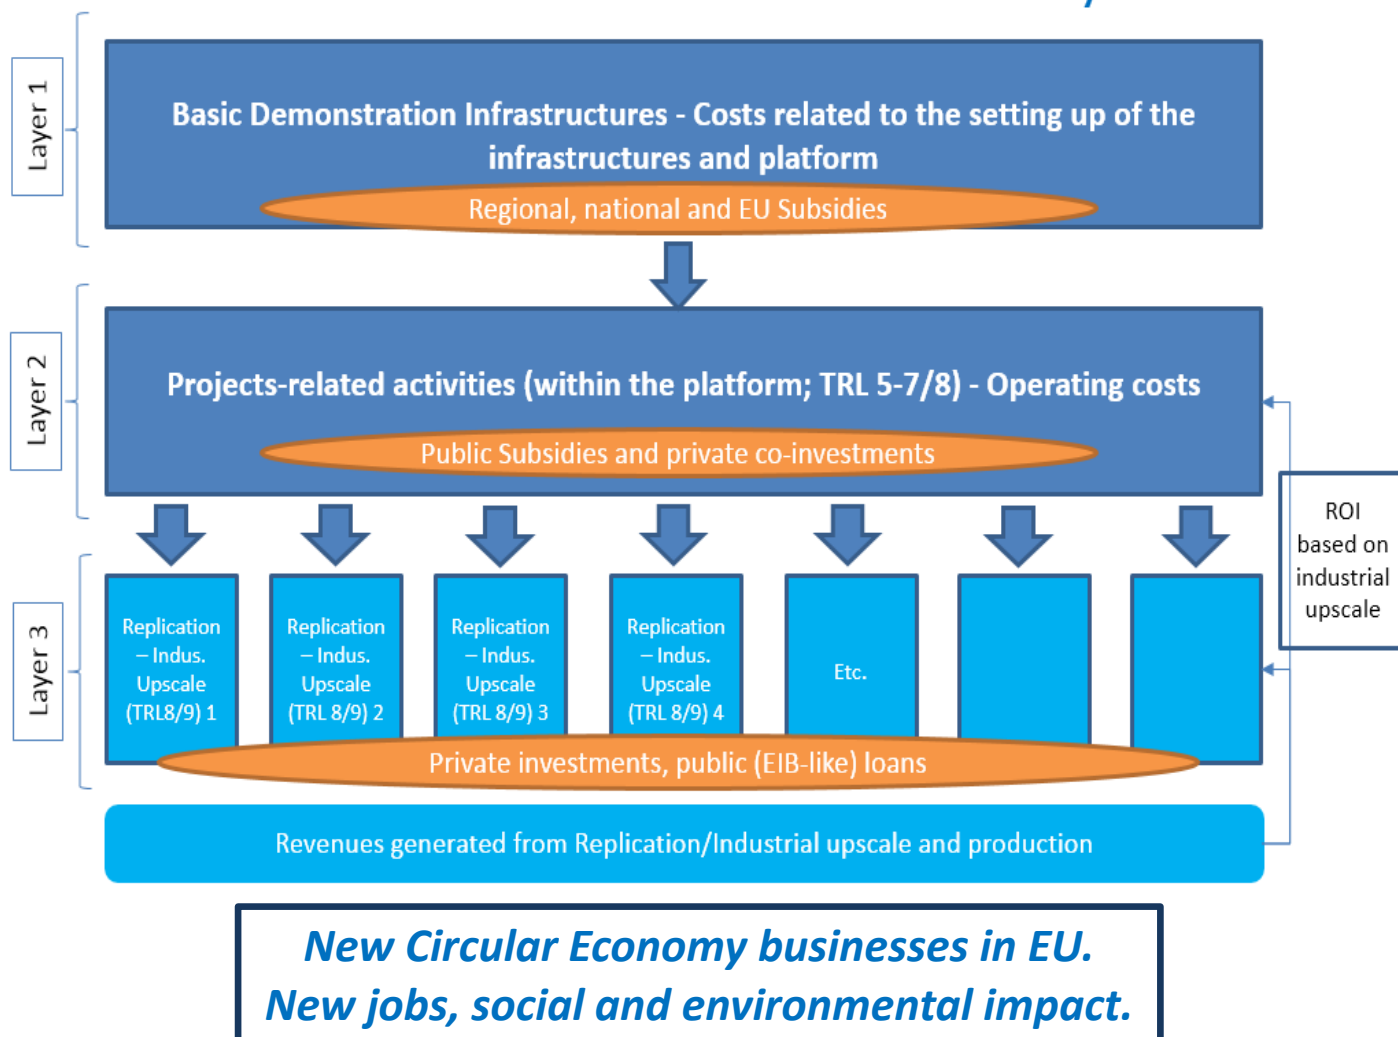 Layer 1
Basic Demonstration Infrastructures - Costs related to the setting up of the
infrastructures and platform
Regional, national and EU Subsidies
Layer 2
Projects-related activities (within the platform; TRL 5-7/8) - Operating costs
Public Subsidies and private co-investments
ROI
based on
industrial
upscale
Layer 3
Replication
– Indus.
Upscale
(TRL8/9) 1
Replication
– Indus.
Upscale
(TRL 8/9) 2
Replication
– Indus.
Upscale
(TRL 8/9) 3
Replication
– Indus.
Upscale
(TRL 8/9) 4
Etc.
Private investments, public (EIB-like) loans
Revenues generated from Replication/Industrial upscale and production
New Circular Economy businesses in EU.
New jobs, social and environmental impact.